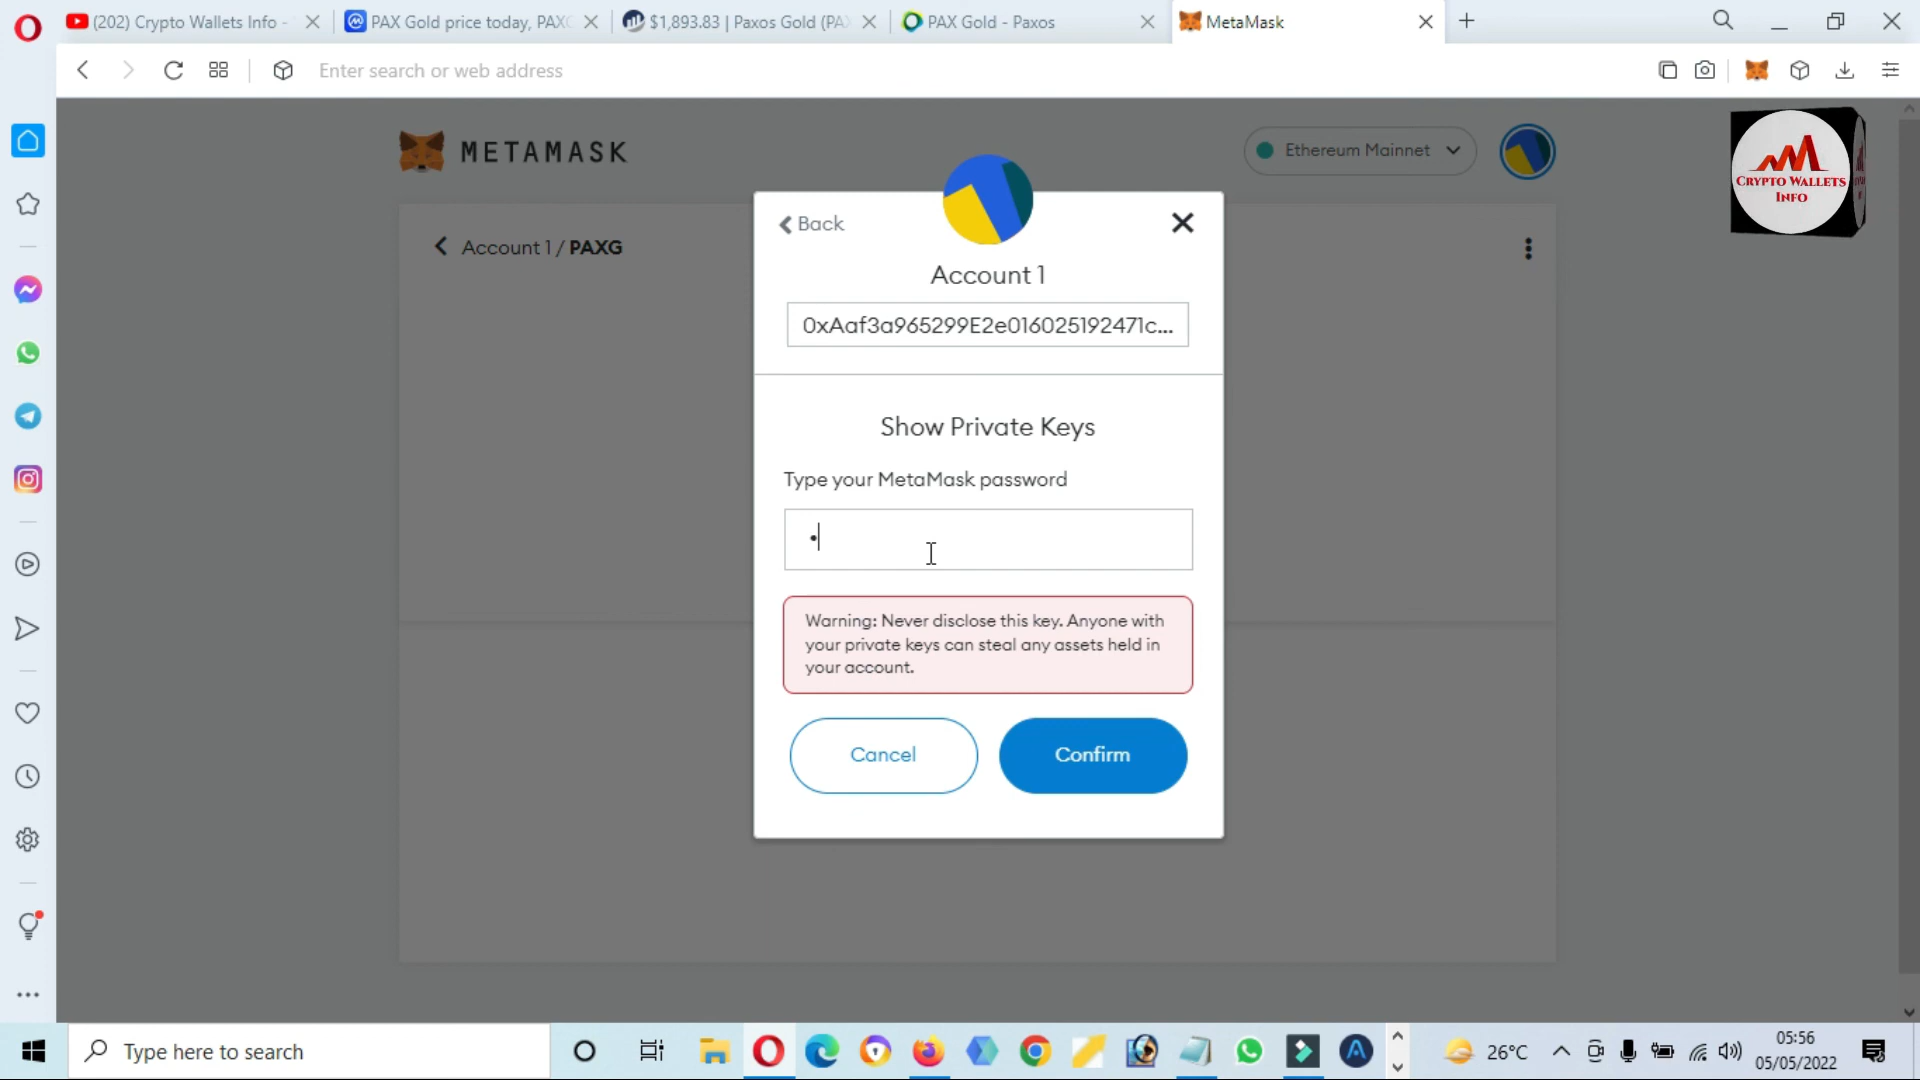 (202) Crypto Wallets Info -
PAX Gold price today, PAXG
$1,893.83 | Paxos Gold (PA
PAX Gold - Paxos
MetaMask
Enter search or web address
METAMASK
Ethereum Mainnet
CRYPTO WALLETS
INFO
Back
Account 1 / PAXG
Account 1
0xAaf3a965299E2e016025192471c...
Show Private Keys
Type your MetaMask password
Warning: Never disclose this key. Anyone with
your private keys can steal any assets held in
your account.
Cancel
Confirm
Type here to search
26°C
05:56
05/05/2022